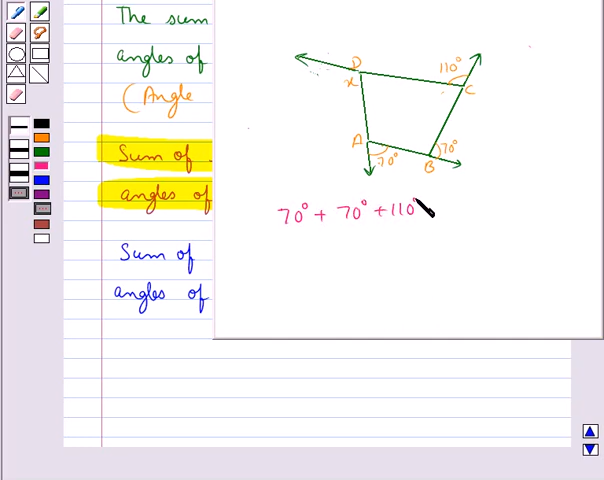 The sum
angles of
(Angle
Sum of
angles of
Sum of
angles of
D
x
110°
C
A
70°
70°
B
70° + 70° + 110°